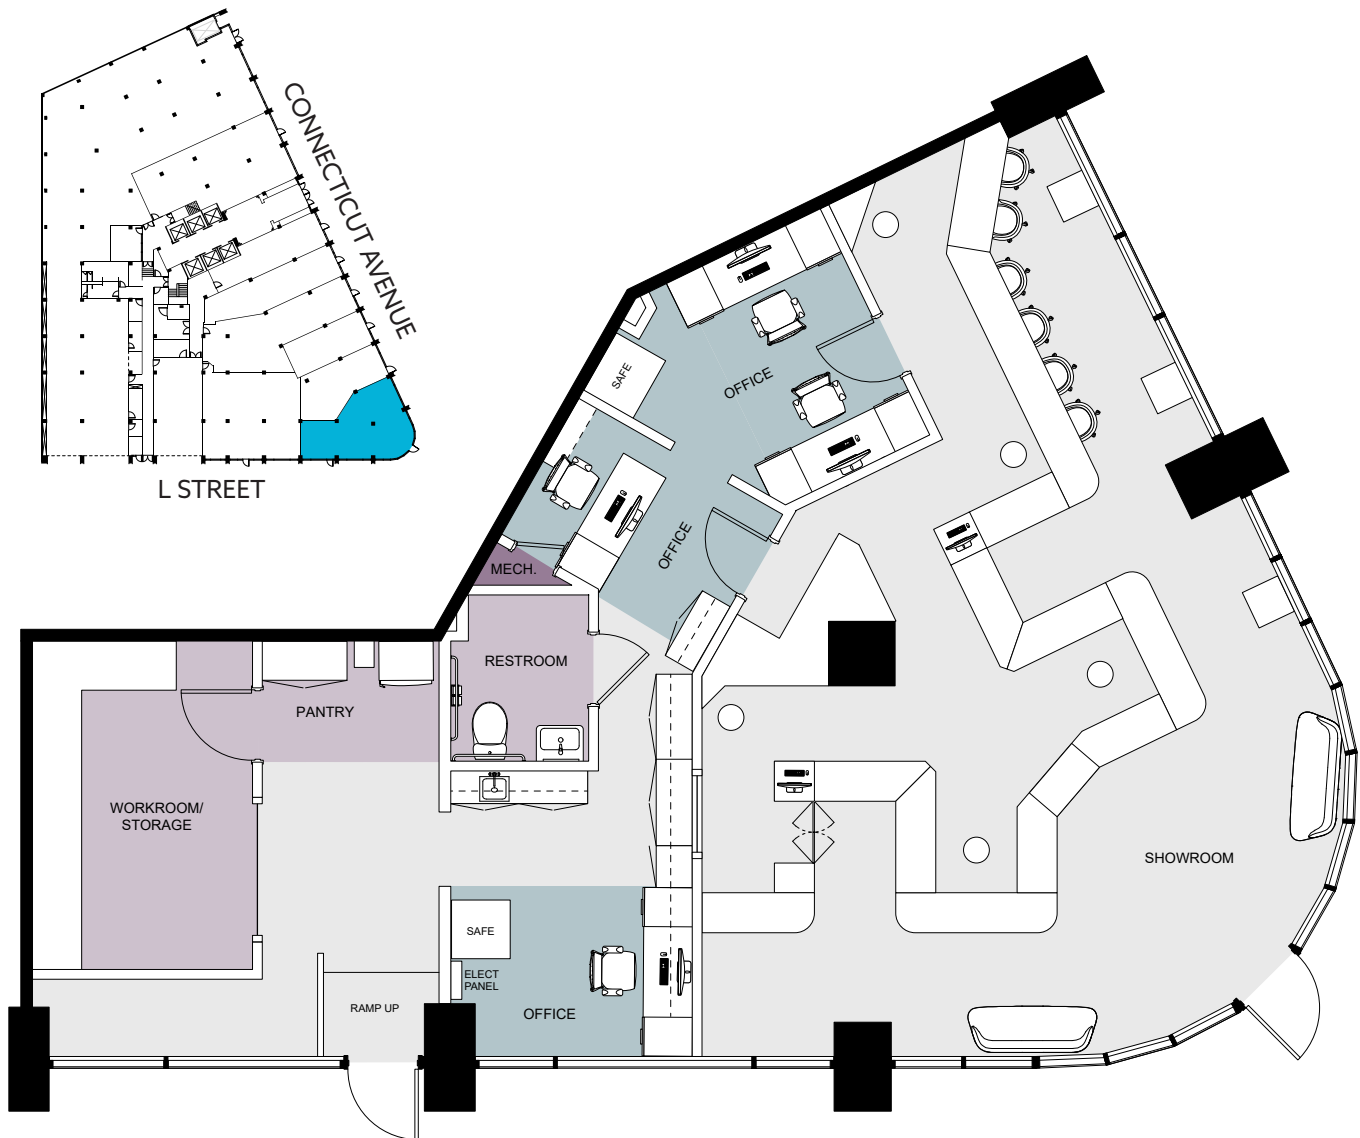 CONNECTICUT AVENUE
L STREET
SAFE
OFFICE
OFFICE
MECH.
RESTROOM
PANTRY
WORKROOM/
STORAGE
SHOWROOM
SAFE
ELECT
PANEL
RAMP UP
OFFICE